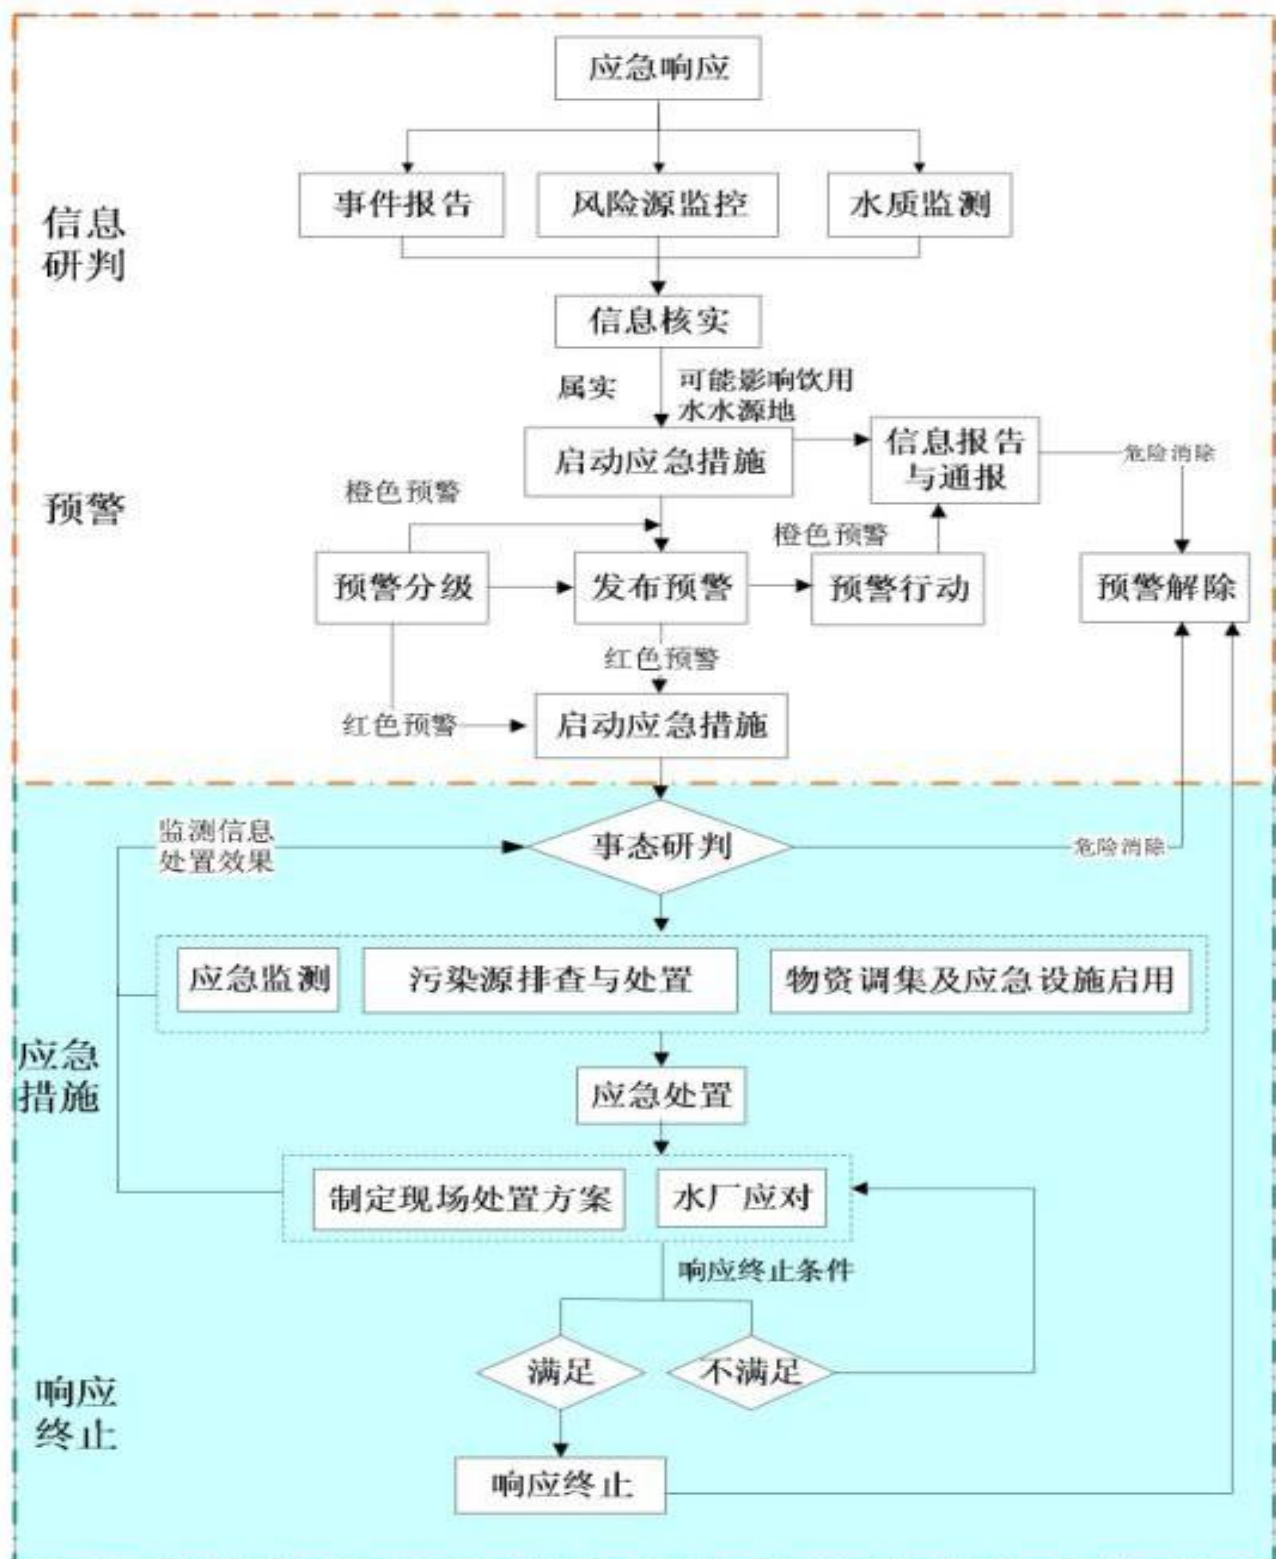 应急响应
事件报告
风险源监控
水质监测
信息
研判
信息核实
属实
可能影响饮用
水水源地
启动应急措施
信息报告
与通报
危险消除
预警
橙色预警
橙色预警
预警分级
发布预警
预警行动
预警解除
红色预警
红色预警
启动应急措施
监测信息
处置效果
事态研判
危险消除
应急监测
污染源排查与处置
物资调集及应急设施启用
应急
措施
应急处置
制定现场处置方案
水厂应对
响应终止条件
满足
不满足
响应
终止
响应终止